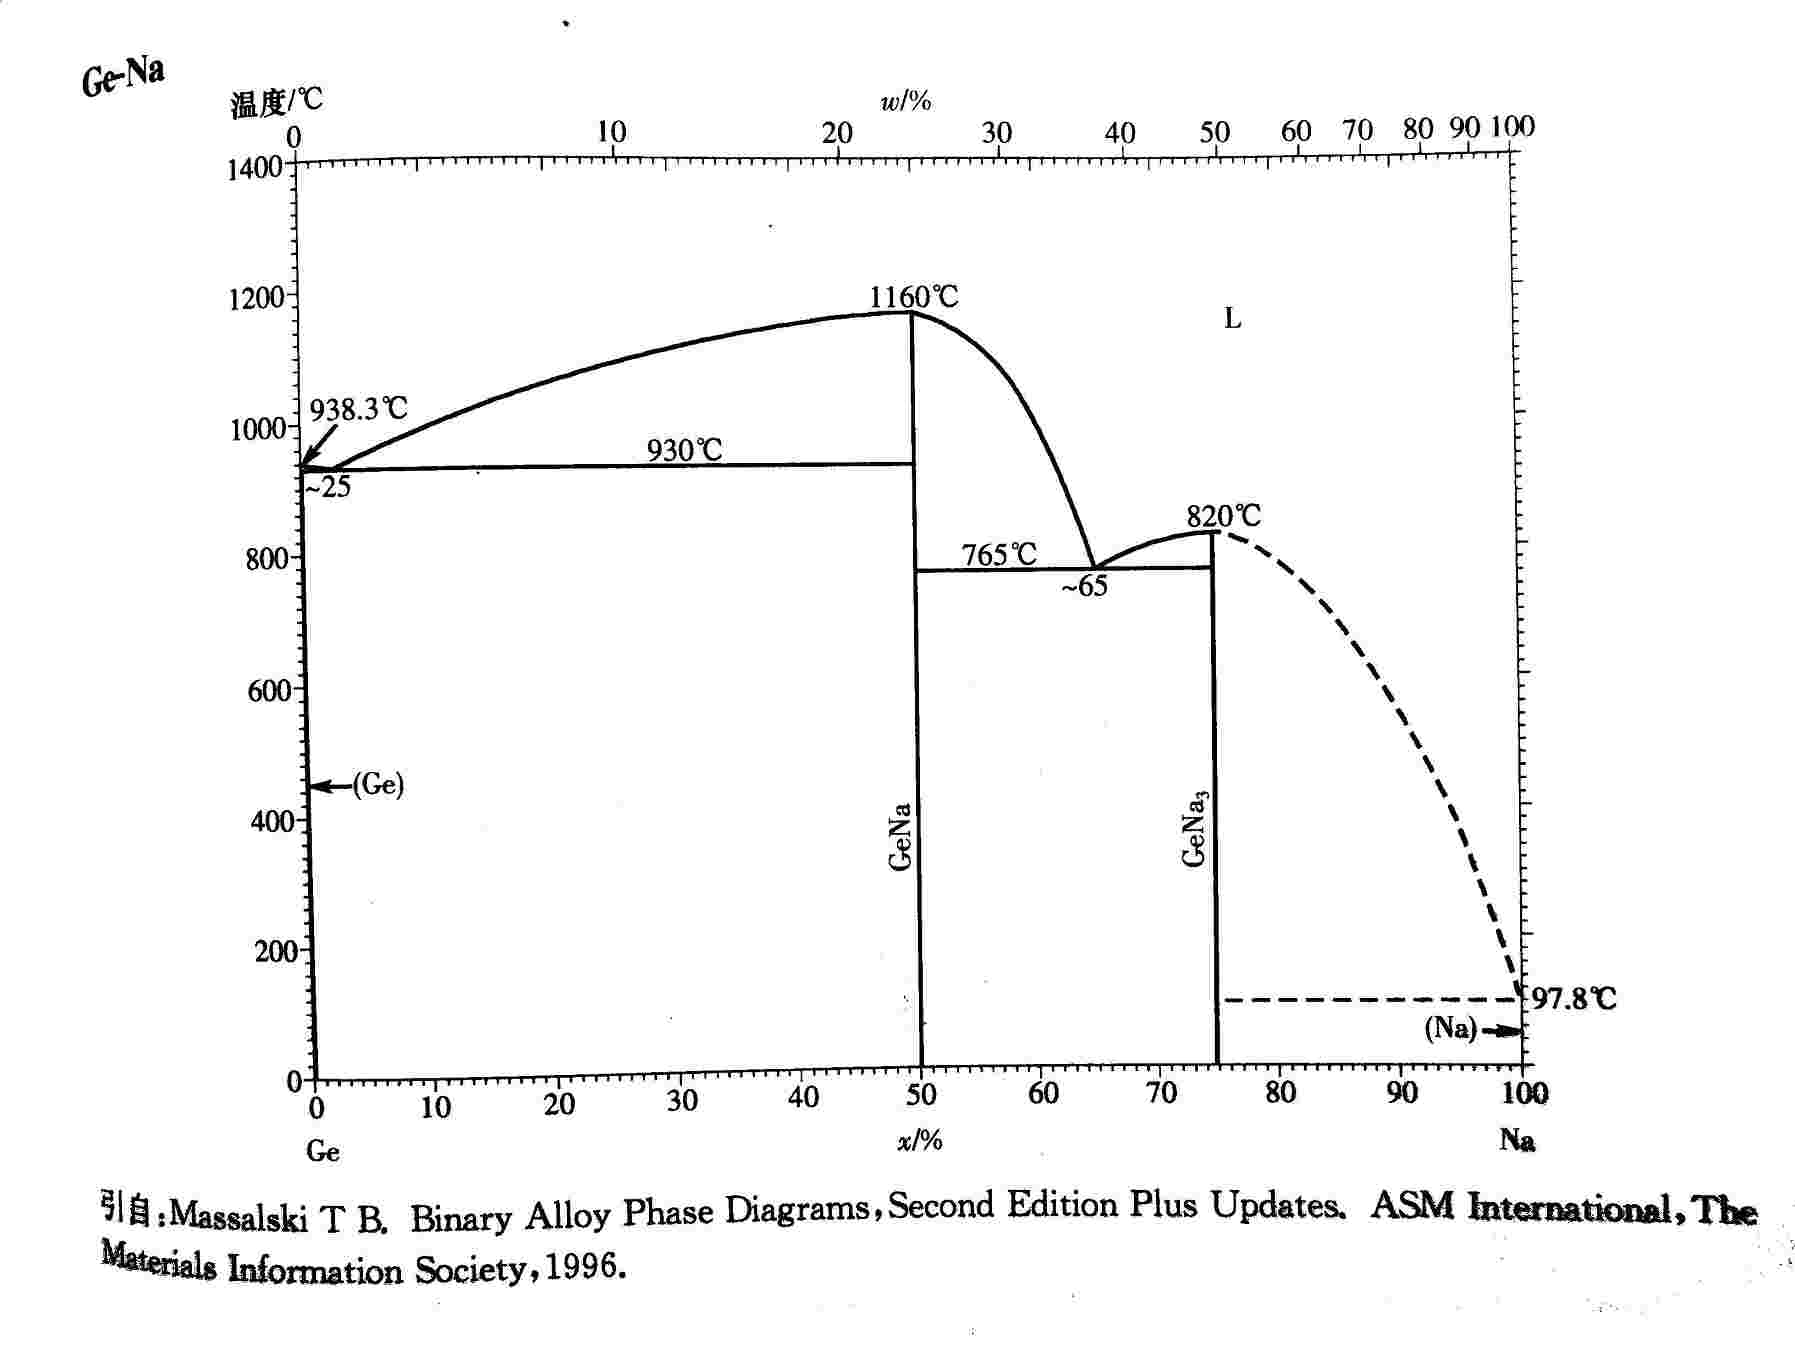 Ge-Na
温度/℃
w/%
0 10 20 30 40 50 60 70 80 90 100
1400
1200
1160℃
L
938.3℃
1000
930℃
~25
820℃
800
765℃
~65
600
(Ge)
400
GeNa
GeNa₃
200
97.8℃
(Na)
0
0 10 20 30 40 50 60 70 80 90 100
Ge
x/%
Na
引自:Massalski T B. Binary Alloy Phase Diagrams, Second Edition Plus Updates. ASM International, The
Materials Information Society, 1996.